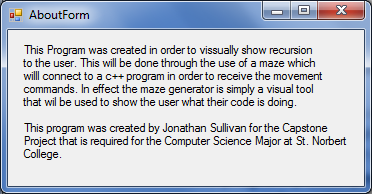 AboutForm
This Program was created in order to vissually show recursion
to the user. This will be done through the use of a maze which
willl connect to a c++ program in order to receive the movement
commands. In effect the maze generator is simply a visual tool
that wil be used to show the user what their code is doing.
This program was created by Jonathan Sullivan for the Capstone
Project that is required for the Computer Science Major at St. Norbert
College.